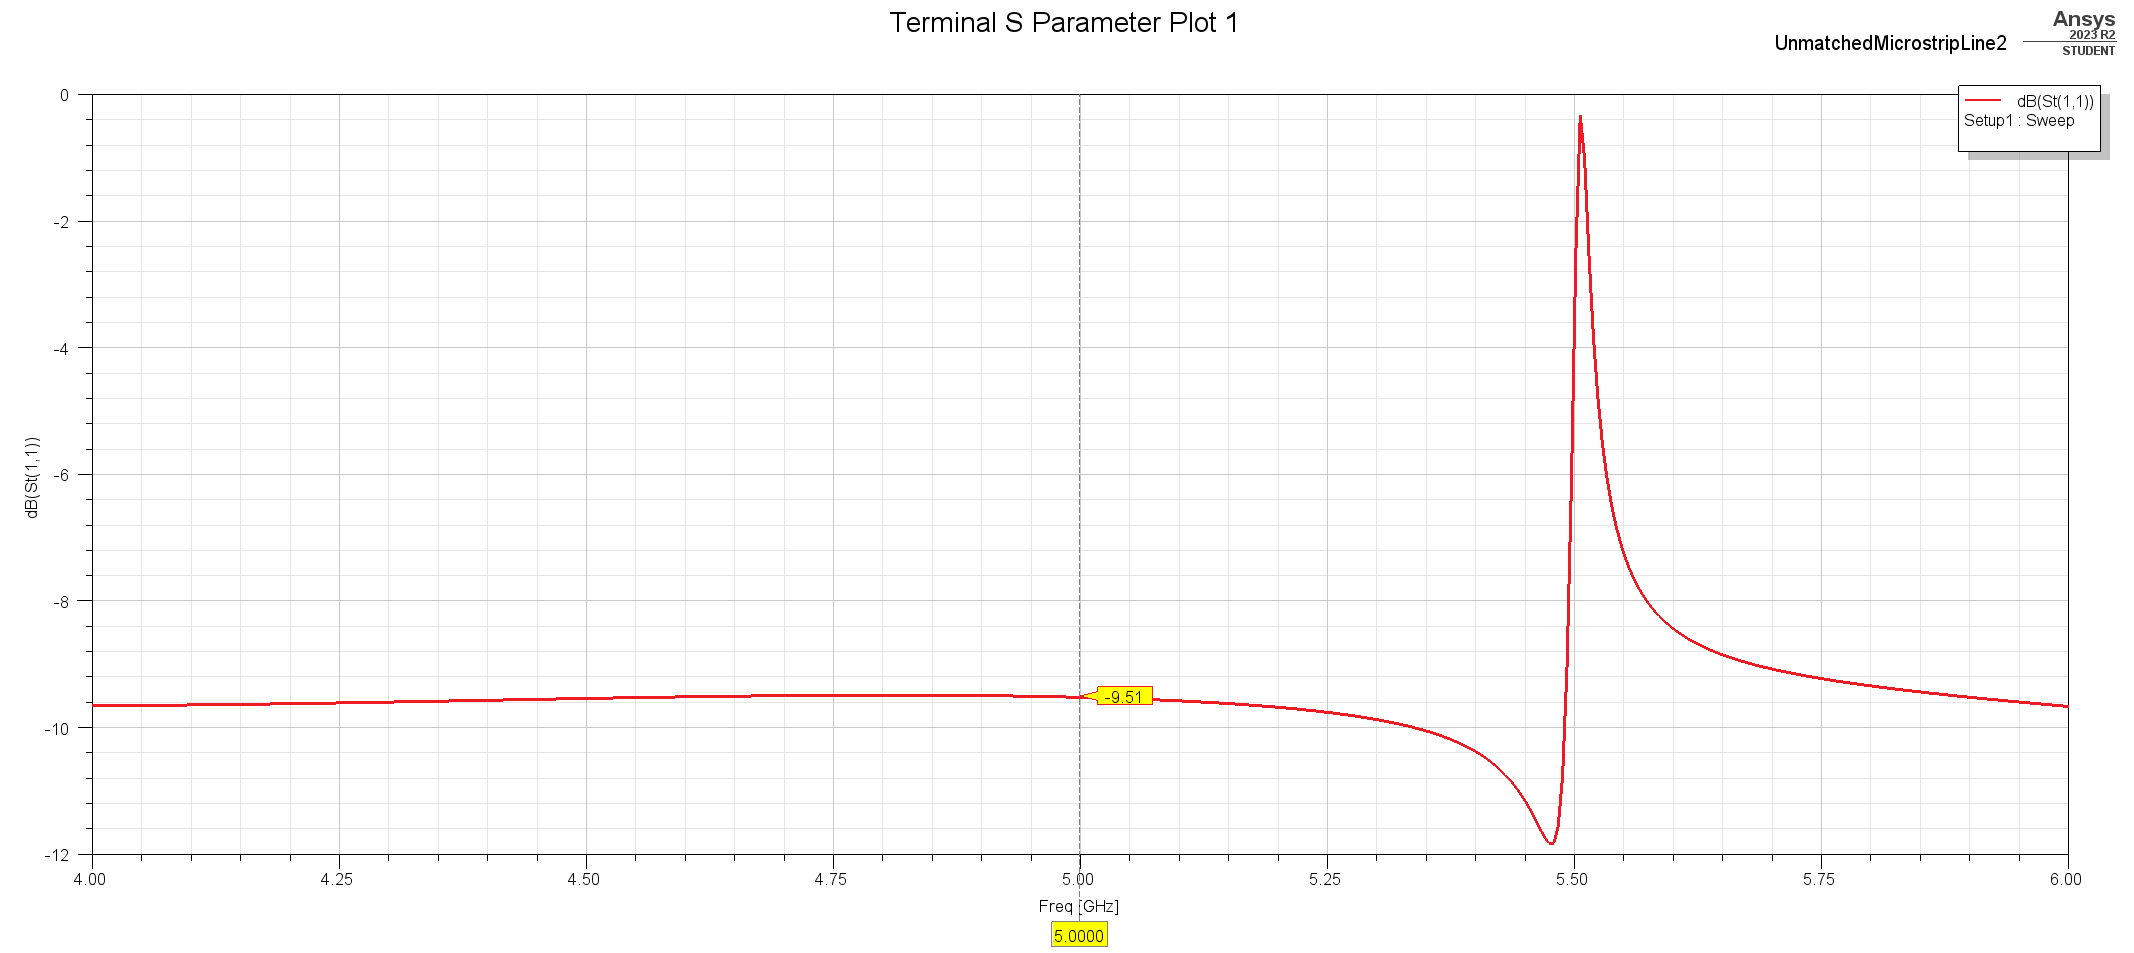 Terminal S Parameter Plot 1
UnmatchedMicrostripLine2
Ansys
2023 R2
STUDENT
dB(St(1,1))
Setup1 : Sweep
0
-2
-4
-6
-8
-10
-12
dB(St(1,1))
-9.51
4.00 4.25 4.50 4.75 5.00 5.25 5.50 5.75 6.00
Freq [GHz]
5.0000